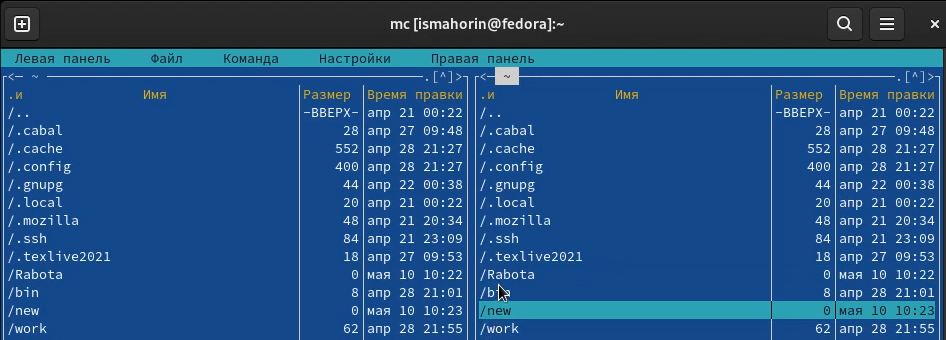 mc [ismahorin@fedora]:~
Левая панель Файл Команда Настройки Правая панель
<─ ~ .[^]>
.и Имя Размер Время правки
/.. -ВВЕРХ- апр 21 00:22
/.cabal 28 апр 27 09:48
/.cache 552 апр 28 21:27
/.config 400 апр 28 21:27
/.gnupg 44 апр 22 00:38
/.local 20 апр 21 00:22
/.mozilla 48 апр 21 20:34
/.ssh 84 апр 21 23:09
/.texlive2021 18 апр 27 09:53
/Rabota 0 мая 10 10:22
/bin 8 апр 28 21:01
/new 0 мая 10 10:23
/work 62 апр 28 21:55
<─ ~ .[^]>
.и Имя Размер Время правки
/.. -ВВЕРХ- апр 21 00:22
/.cabal 28 апр 27 09:48
/.cache 552 апр 28 21:27
/.config 400 апр 28 21:27
/.gnupg 44 апр 22 00:38
/.local 20 апр 21 00:22
/.mozilla 48 апр 21 20:34
/.ssh 84 апр 21 23:09
/.texlive2021 18 апр 27 09:53
/Rabota 0 мая 10 10:22
/bin 8 апр 28 21:01
/new 0 мая 10 10:23
/work 62 апр 28 21:55